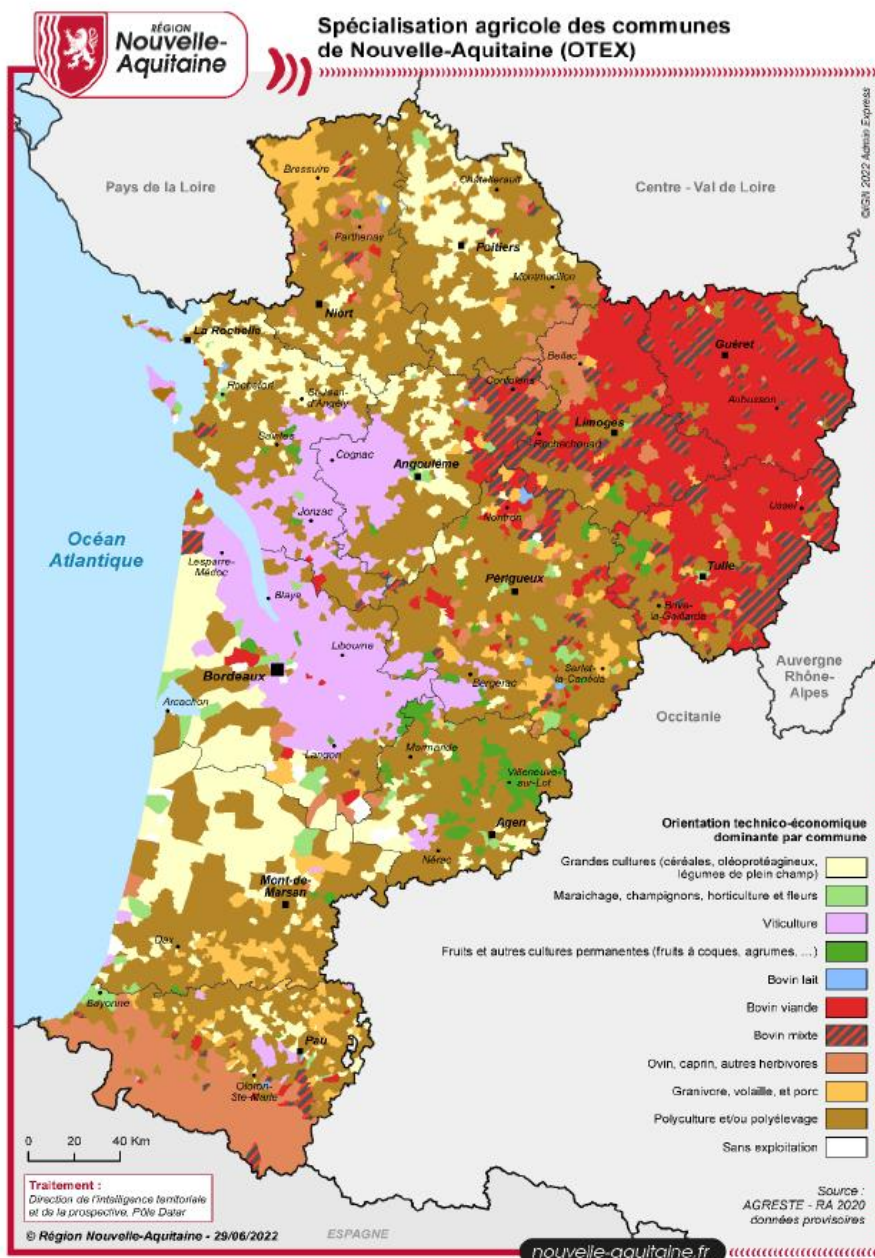 RÉGION
Nouvelle-
Aquitaine
Spécialisation agricole des communes
de Nouvelle-Aquitaine (OTEX)
©IGN 2022 Admin Express
Pays de la Loire
Centre - Val de Loire
Bressuire
Châtellerault
Parthenay
Poitiers
Montmorillon
Niort
La Rochelle
Guéret
Bellac
Rochefort
St-Jean-
d'Angély
Confolens
Aubusson
Limoges
Saintes
Rochechouart
Cognac
Angoulême
Jonzac
Nontron
Ussel
Océan
Atlantique
Lesparre-
Médoc
Tulle
Périgueux
Blaye
Brive-
la-Gaillarde
Libourne
Auvergne
Rhône-
Alpes
Bordeaux
Bergerac
Sarlat-
la-Canéda
Arcachon
Occitanie
Langon
Marmande
Villeneuve-
sur-Lot
Agen
Nérac
Mont-de-
Marsan
Dax
Bayonne
Pau
Oloron-
Ste-Marie
Orientation technico-économique
dominante par commune
Grandes cultures (céréales, oléoprotéagineux,
légumes de plein champ)
Maraichage, champignons, horticulture et fleurs
Viticulture
Fruits et autres cultures permanentes (fruits à coques, agrumes, ...)
Bovin lait
Bovin viande
Bovin mixte
Ovin, caprin, autres herbivores
Granivore, volaille, et porc
Polyculture et/ou polyélevage
Sans exploitation
0 20 40 Km
Traitement :
Direction de l'intelligence territoriale
et de la prospective, Pôle Datar
Source :
AGRESTE - RA 2020
données provisoires
© Région Nouvelle-Aquitaine - 29/06/2022
ESPAGNE
nouvelle-aquitaine.fr